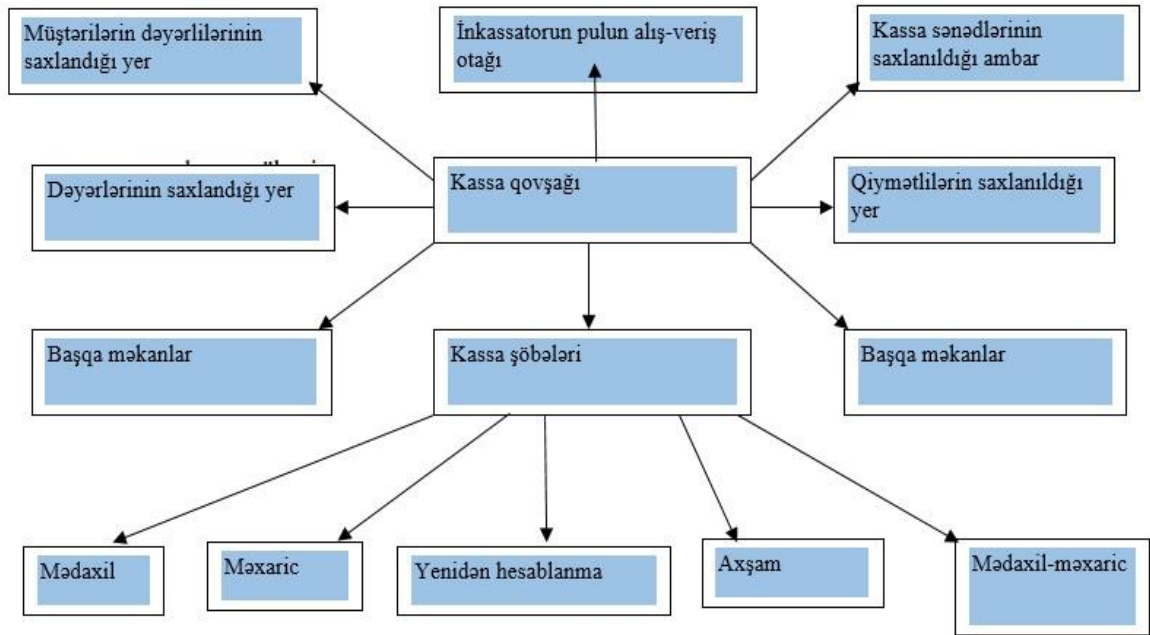 Müştərilərin dəyərlilərinin
saxlandığı yer
İnkassatorun pulun alış-veriş
otağı
Kassa sənədlərinin
saxlanıldığı ambar
Dəyərlərinin saxlandığı yer
Kassa qovşağı
Qiymətlilərin saxlanıldığı
yer
Başqa məkanlar
Kassa şöbələri
Başqa məkanlar
Mədaxil
Məxaric
Yenidən hesablanma
Axşam
Mədaxil-məxaric